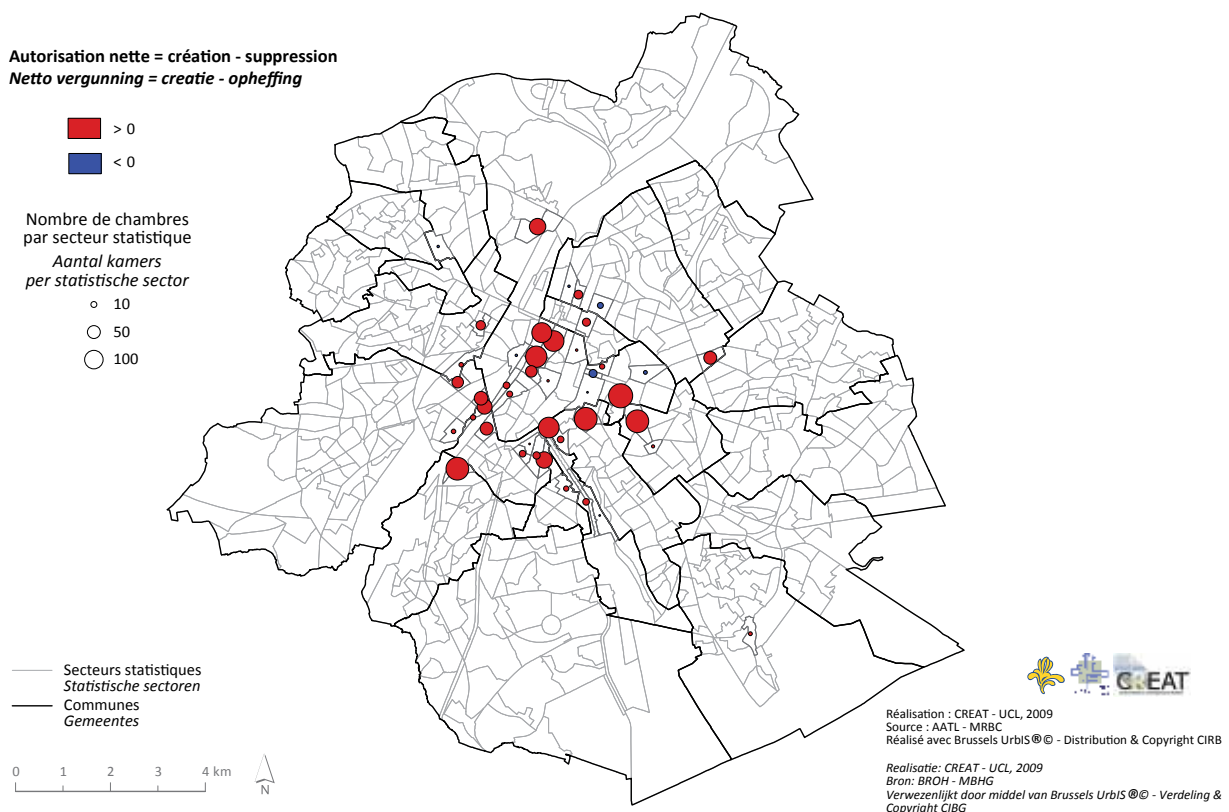 Autorisation nette = création - suppression
Netto vergunning = creatie - opheffing
> 0
< 0
Nombre de chambres
par secteur statistique
Aantal kamers
per statistische sector
10
50
100
Secteurs statistiques
Statistische sectoren
Communes
Gemeentes
0 1 2 3 4 km
N
CREAT
Réalisation : CREAT - UCL, 2009
Source : AATL - MRBC
Réalisé avec Brussels UrbIS®© - Distribution & Copyright CIRB
Realisatie: CREAT - UCL, 2009
Bron: BROH - MBHG
Verwezenlijkt door middel van Brussels UrbIS ®© - Verdeling &
Copyright CIBG